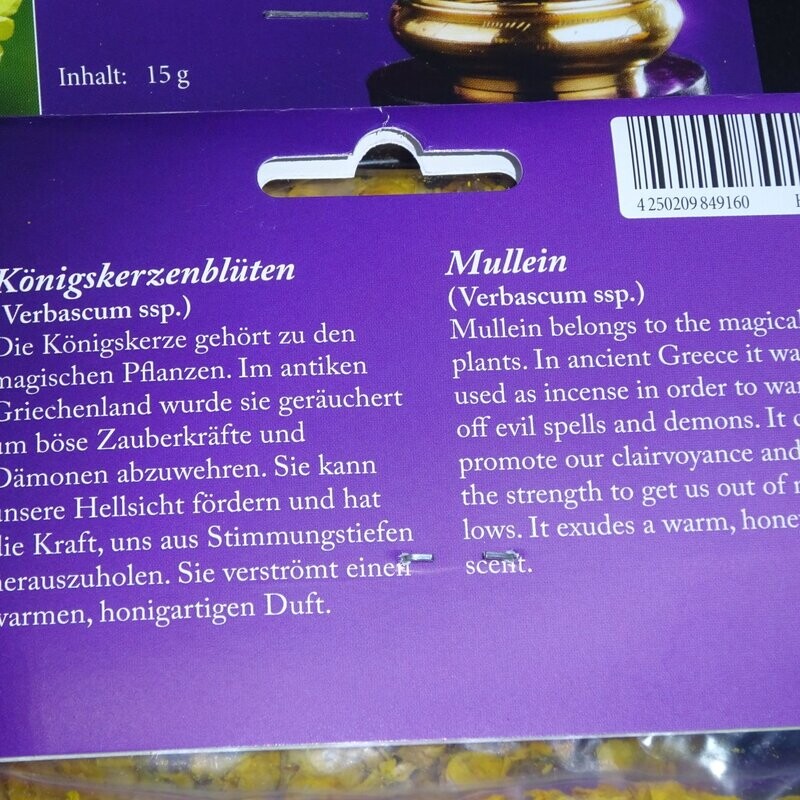 Inhalt: 15 g
4 250209 849160
Königskerzenblüten
(Verbascum ssp.)
Die Königskerze gehört zu den
magischen Pflanzen. Im antiken
Griechenland wurde sie geräuchert
um böse Zauberkräfte und
Dämonen abzuwehren. Sie kann
unsere Hellsicht fördern und hat
die Kraft, uns aus Stimmungstiefen
herauszuholen. Sie verströmt einen
warmen, honigartigen Duft.
Mullein
(Verbascum ssp.)
Mullein belongs to the magical
plants. In ancient Greece it was
used as incense in order to
off evil spells and demons. It
promote our clairvoyance and
the strength to get us out of
lows. It exudes a warm,
scent.